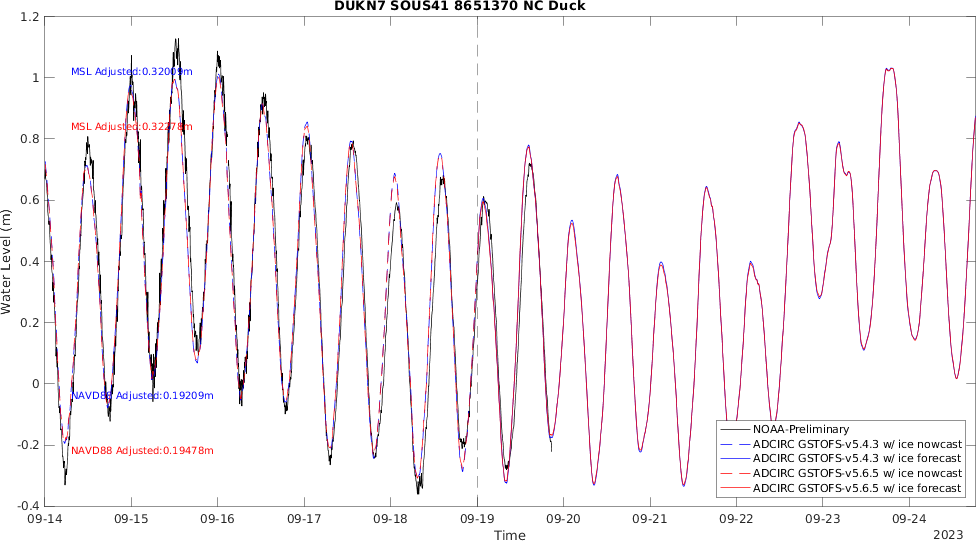 DUKN7 SOUS41 8651370 NC Duck
1.2
1
0.8
0.6
0.4
0.2
0
-0.2
-0.4
Water Level (m)
MSL Adjusted:0.32009m
MSL Adjusted:0.32278m
NAVD88 Adjusted:0.19209m
NAVD88 Adjusted:0.19478m
NOAA-Preliminary
ADCIRC GSTOFS-v5.4.3 w/ ice nowcast
ADCIRC GSTOFS-v5.4.3 w/ ice forecast
ADCIRC GSTOFS-v5.6.5 w/ ice nowcast
ADCIRC GSTOFS-v5.6.5 w/ ice forecast
09-14 09-15 09-16 09-17 09-18 09-19 09-20 09-21 09-22 09-23 09-24
Time
2023